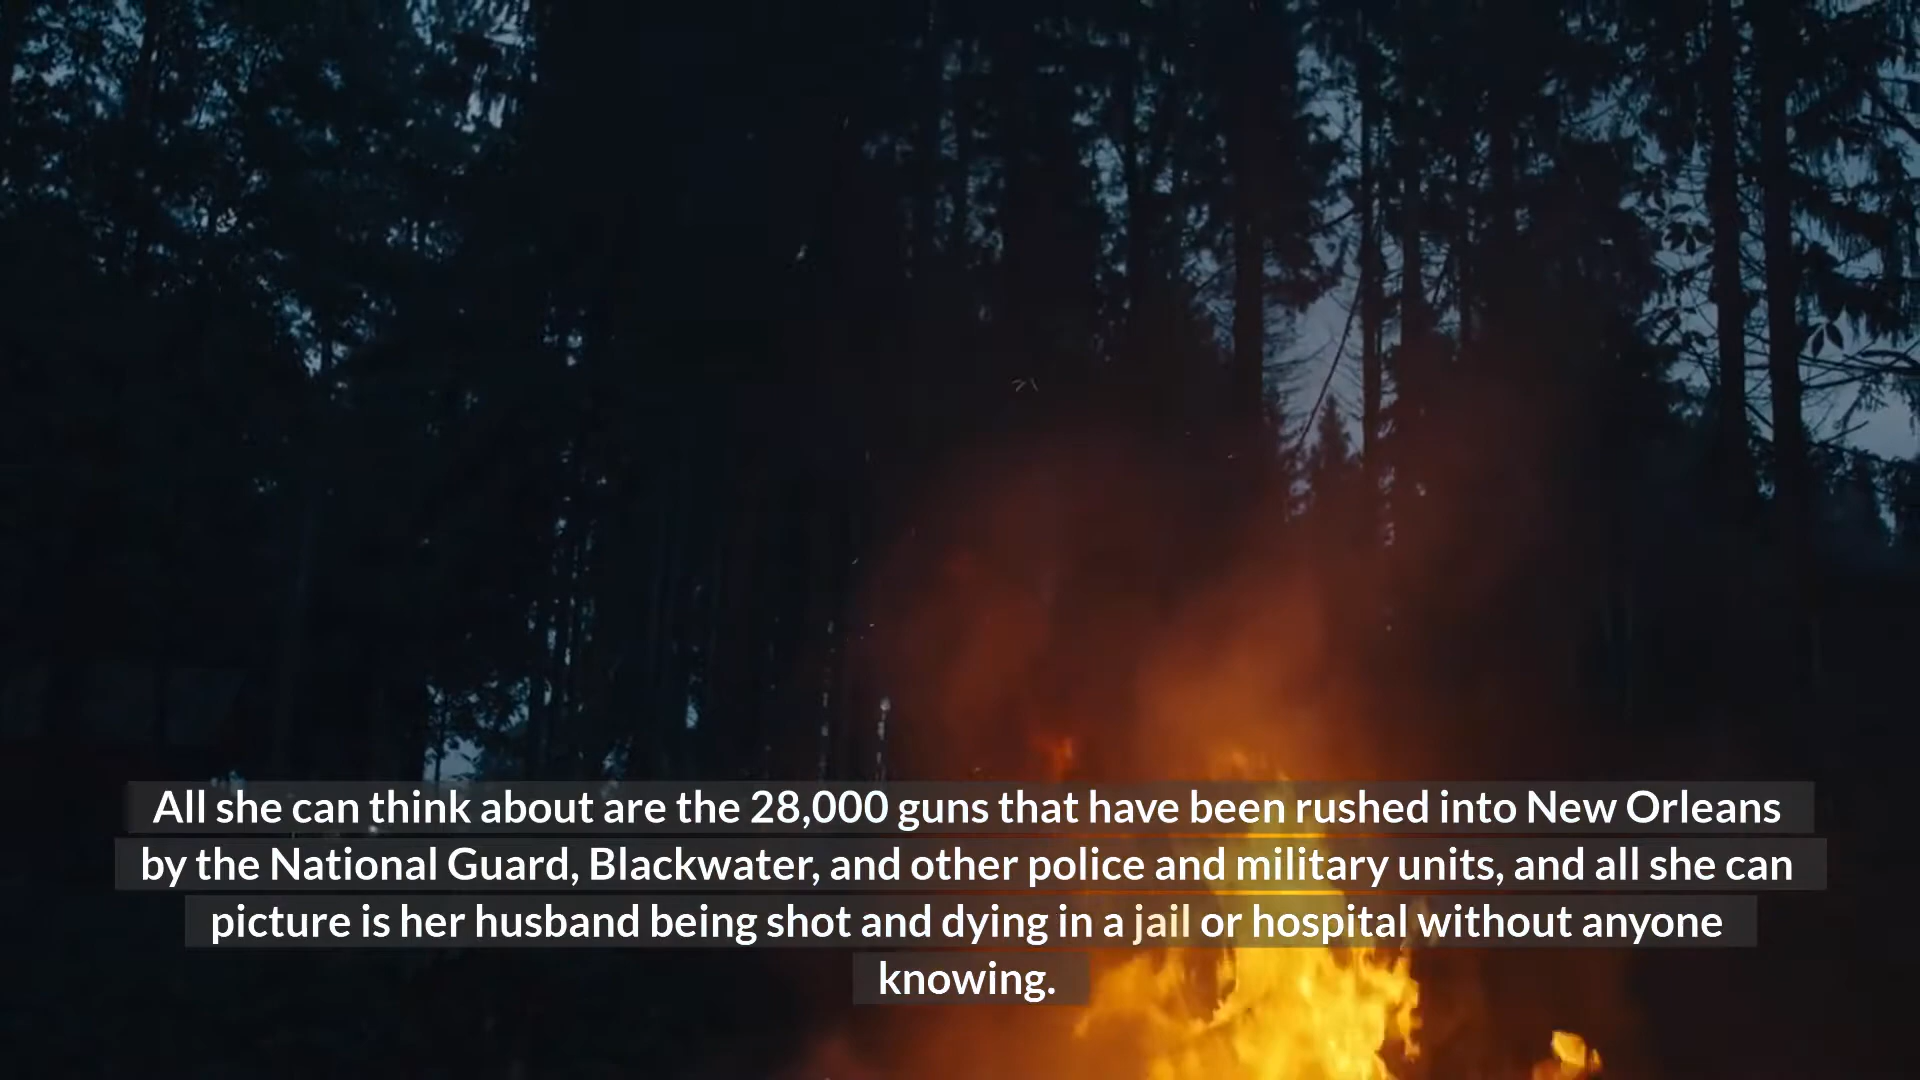 All she can think about are the 28,000 guns that have been rushed into New Orleans
by the National Guard, Blackwater, and other police and military units, and all she can
picture is her husband being shot and dying in a jail or hospital without anyone
knowing.